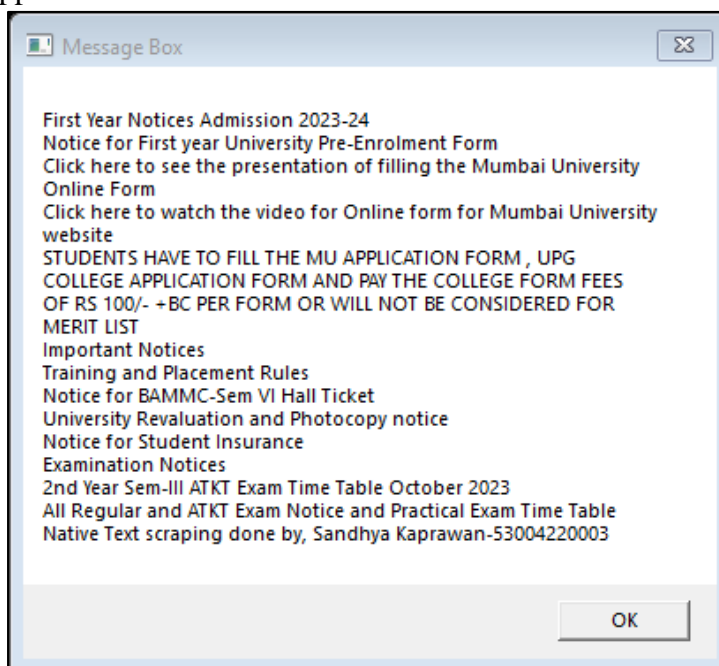 Message Box
First Year Notices Admission 2023-24
Notice for First year University Pre-Enrolment Form
Click here to see the presentation of filling the Mumbai University
Online Form
Click here to watch the video for Online form for Mumbai University
website
STUDENTS HAVE TO FILL THE MU APPLICATION FORM , UPG
COLLEGE APPLICATION FORM AND PAY THE COLLEGE FORM FEES
OF RS 100/- +BC PER FORM OR WILL NOT BE CONSIDERED FOR
MERIT LIST
Important Notices
Training and Placement Rules
Notice for BAMMC-Sem VI Hall Ticket
University Revaluation and Photocopy notice
Notice for Student Insurance
Examination Notices
2nd Year Sem-III ATKT Exam Time Table October 2023
All Regular and ATKT Exam Notice and Practical Exam Time Table
Native Text scraping done by, Sandhya Kaprawan-53004220003
OK